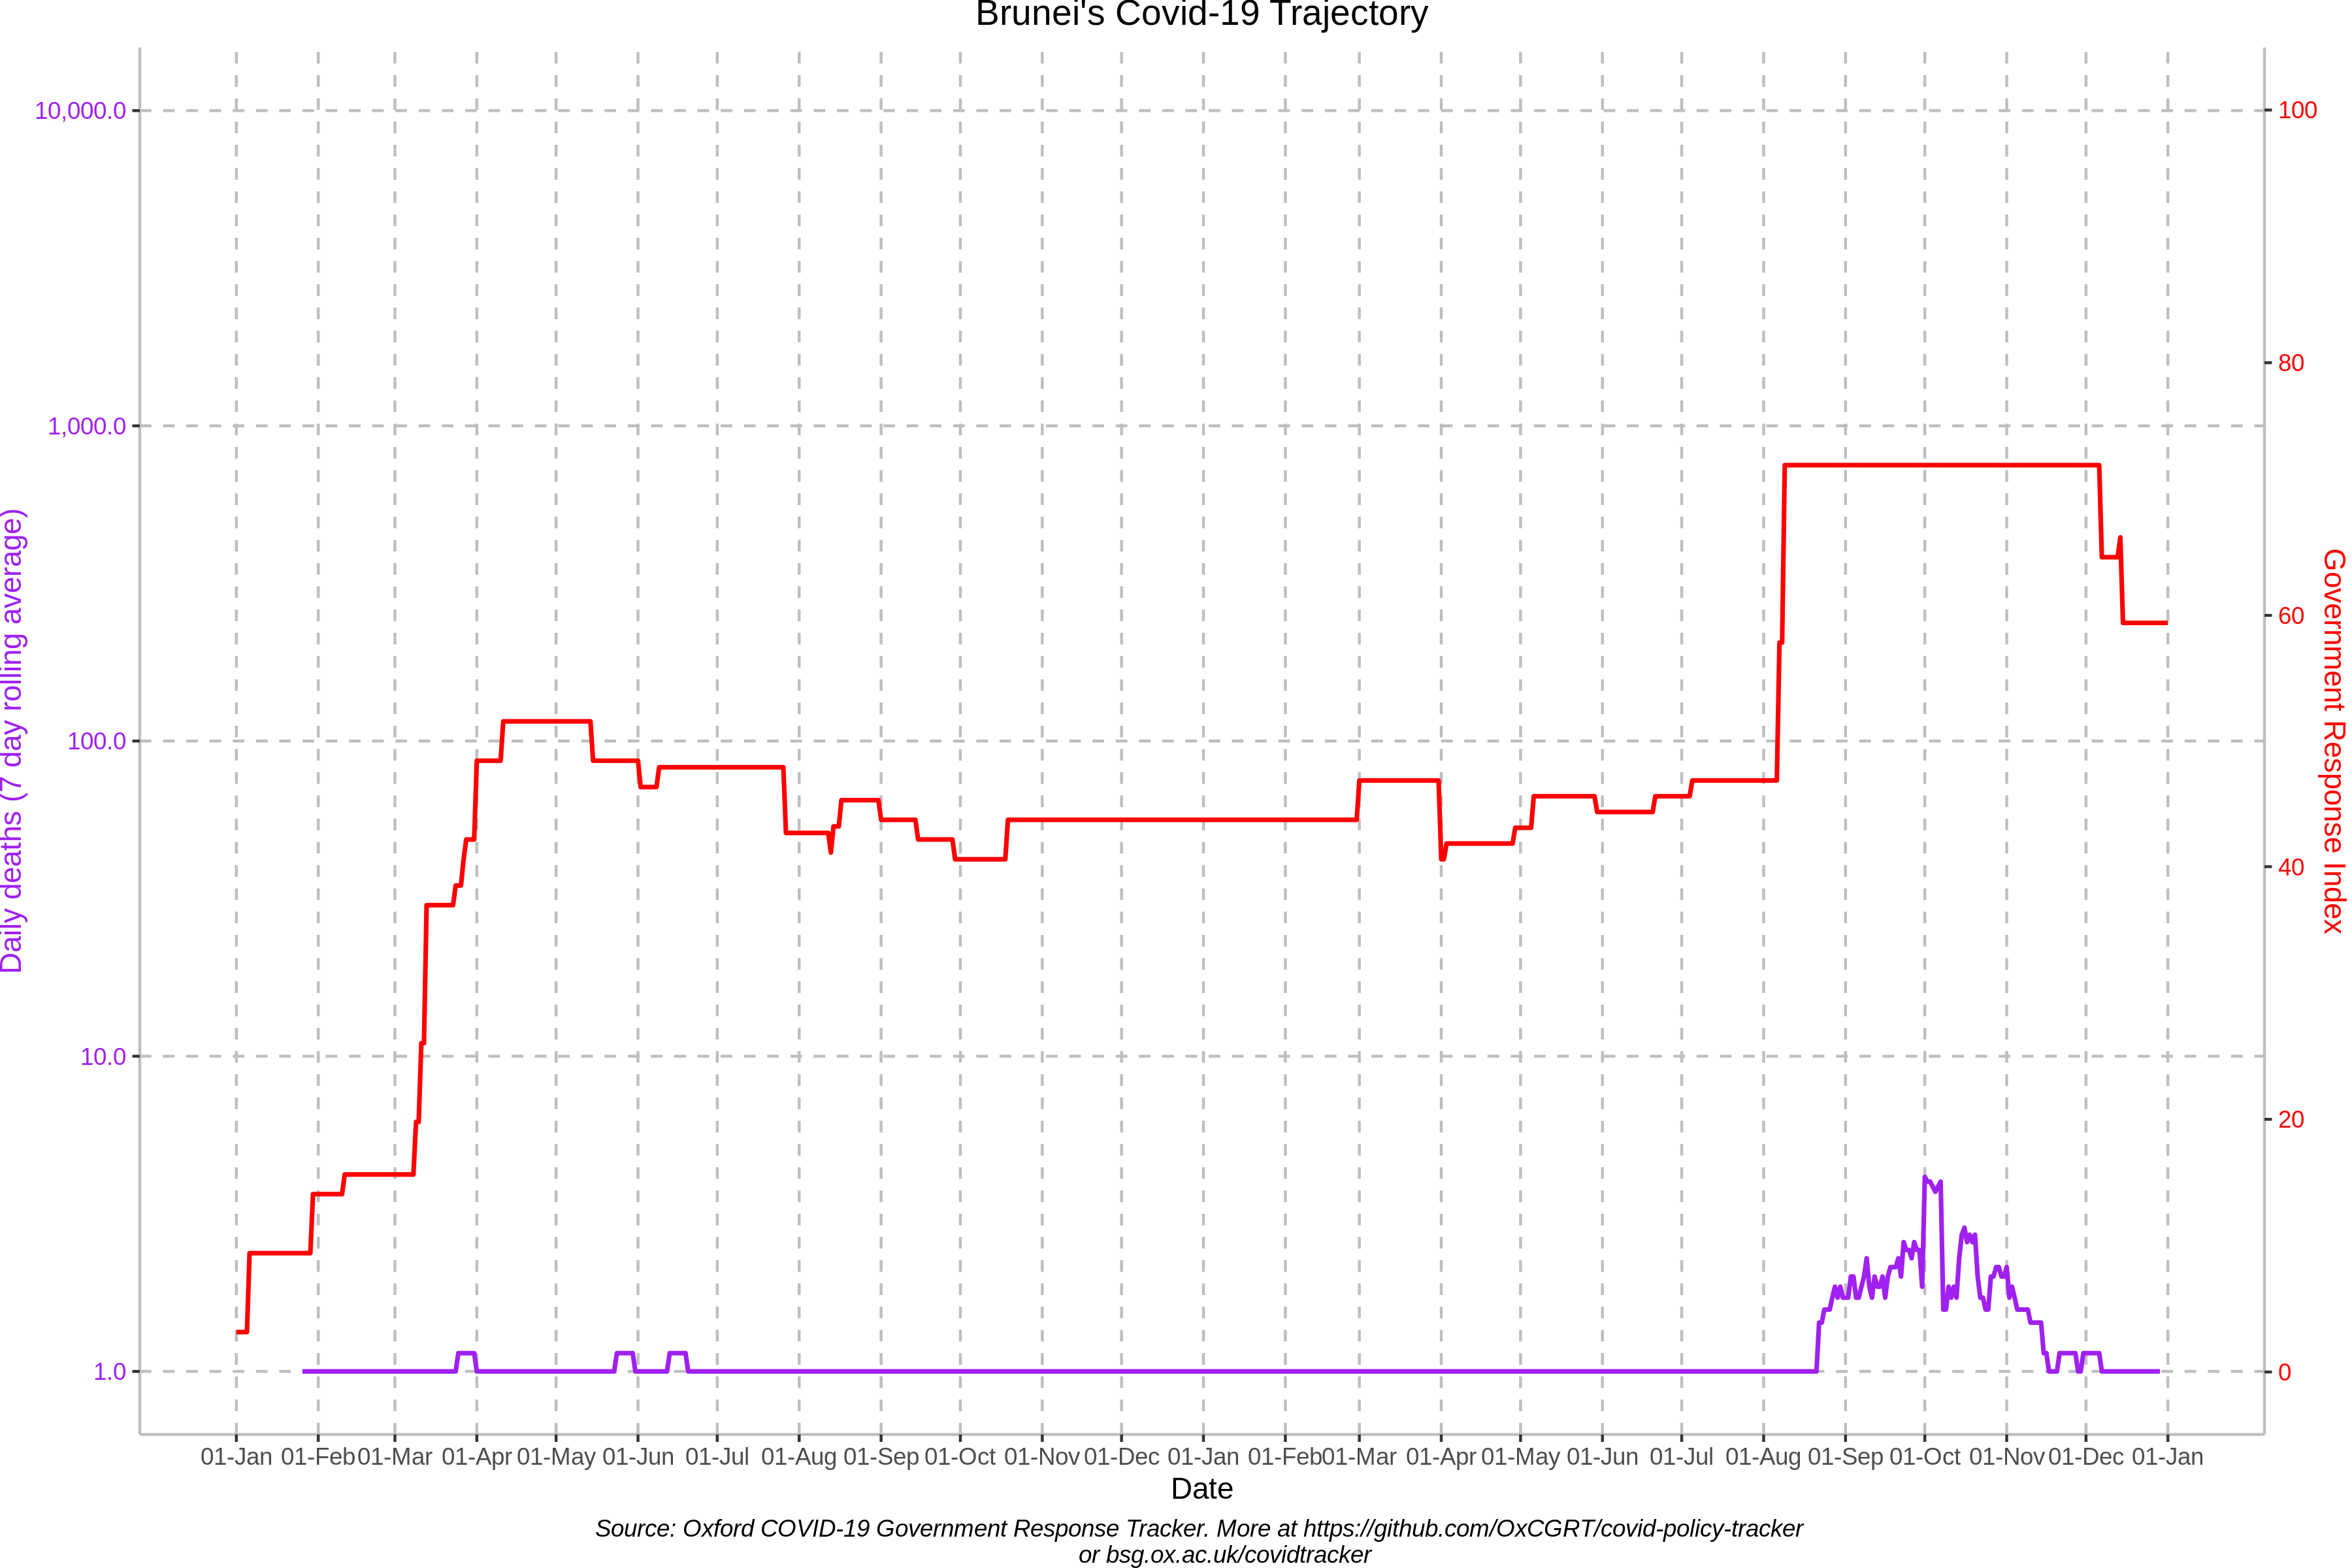 Brunei's Covid-19 Trajectory
10,000.0
1,000.0
100.0
10.0
1.0
Daily deaths (7 day rolling average)
100
80
60
40
20
0
Government Response Index
01-Jan 01-Feb 01-Mar 01-Apr 01-May 01-Jun 01-Jul 01-Aug 01-Sep 01-Oct 01-Nov 01-Dec 01-Jan 01-Feb 01-Mar 01-Apr 01-May 01-Jun 01-Jul 01-Aug 01-Sep 01-Oct 01-Nov 01-Dec 01-Jan
Date
Source: Oxford COVID-19 Government Response Tracker. More at https://github.com/OxCGRT/covid-policy-tracker
or bsg.ox.ac.uk/covidtracker